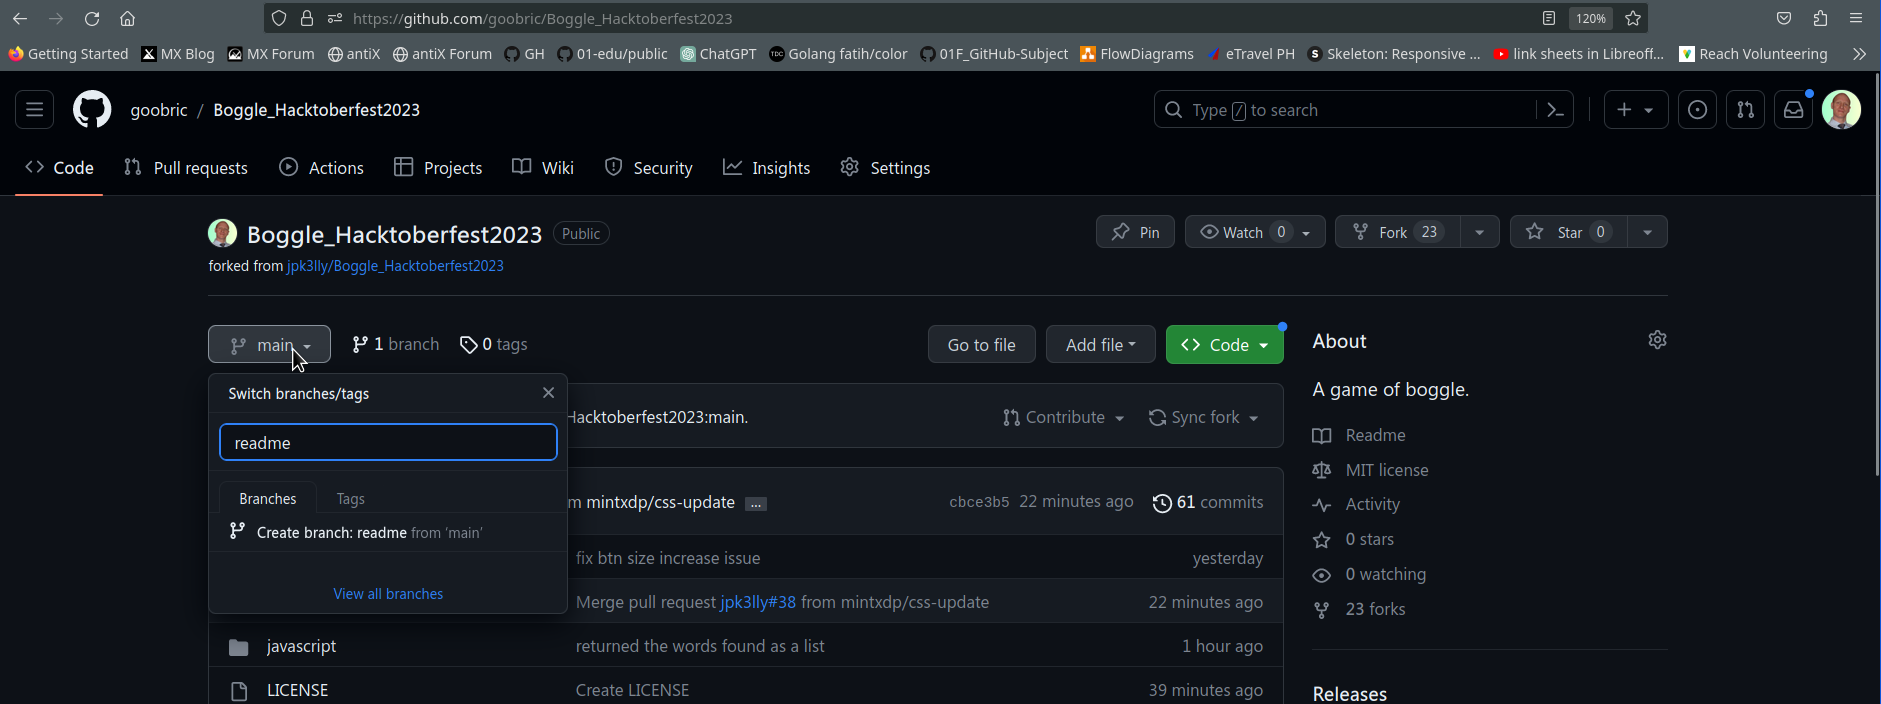 https://github.com/goobric/Boggle_Hacktoberfest2023 120%
Getting Started MX Blog MX Forum antiX antiX Forum GH 01-edu/public ChatGPT TDC Golang fatih/color 01F_GitHub-Subject FlowDiagrams eTravel PH S Skeleton: Responsive ... link sheets in Libreoff... Reach Volunteering
goobric / Boggle_Hacktoberfest2023 Type / to search
Code Pull requests Actions Projects Wiki Security Insights Settings
Boggle_Hacktoberfest2023 Public Pin Watch 0 Fork 23 Star 0
forked from jpk3lly/Boggle_Hacktoberfest2023
main 1 branch 0 tags Go to file Add file Code About
Switch branches/tags
A game of boggle.
Hacktoberfest2023:main. Contribute Sync fork
readme
Readme
MIT license
Branches Tags
m mintxdp/css-update ... cbce3b5 22 minutes ago 61 commits
Activity
Create branch: readme from ‘main’
0 stars
fix btn size increase issue yesterday
0 watching
View all branches
Merge pull request jpk3lly#38 from mintxdp/css-update 22 minutes ago
23 forks
javascript returned the words found as a list 1 hour ago
LICENSE Create LICENSE 39 minutes ago
Releases